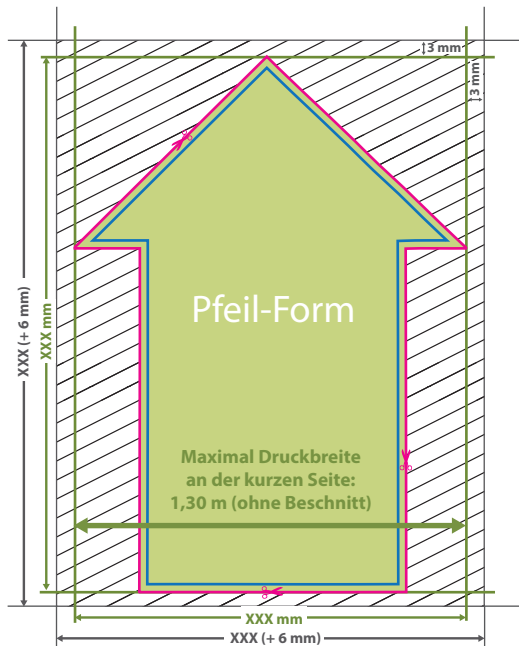 3 mm
3 mm
XXX (+ 6 mm)
XXX mm
Pfeil-Form
Maximal Druckbreite
an der kurzen Seite:
1,30 m (ohne Beschnitt)
XXX mm
XXX (+ 6 mm)